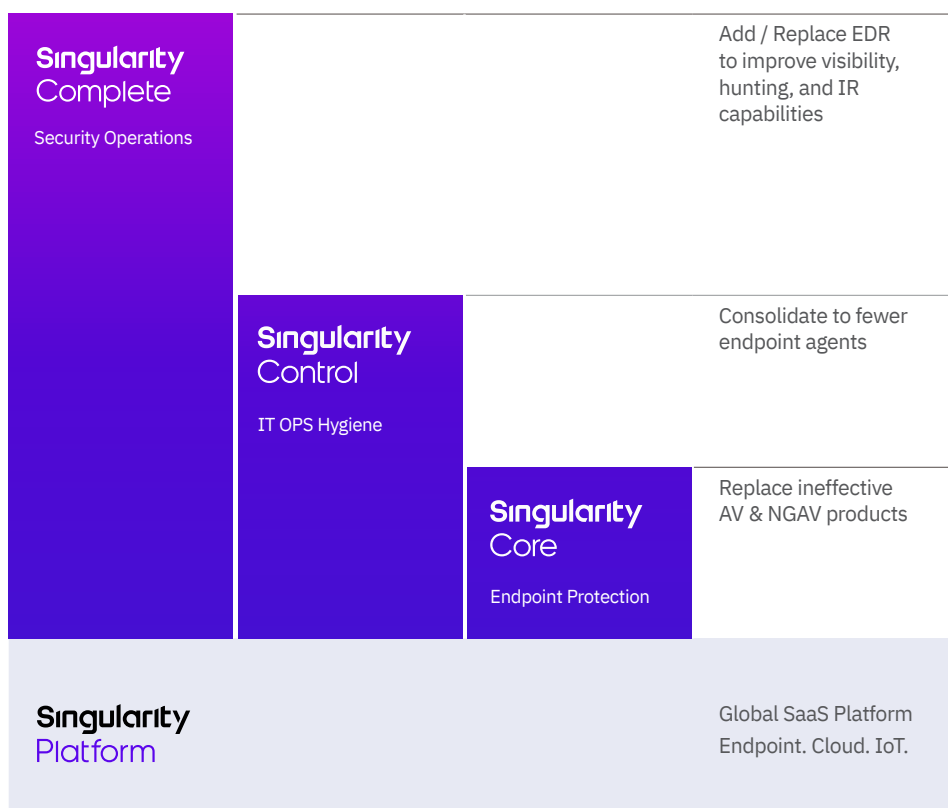 Singularity
Complete
Security Operations
Add / Replace EDR
to improve visibility,
hunting, and IR
capabilities
Singularity
Control
IT OPS Hygiene
Consolidate to fewer
endpoint agents
Singularity
Core
Endpoint Protection
Replace ineffective
AV & NGAV products
Singularity
Platform
Global SaaS Platform
Endpoint. Cloud. IoT.